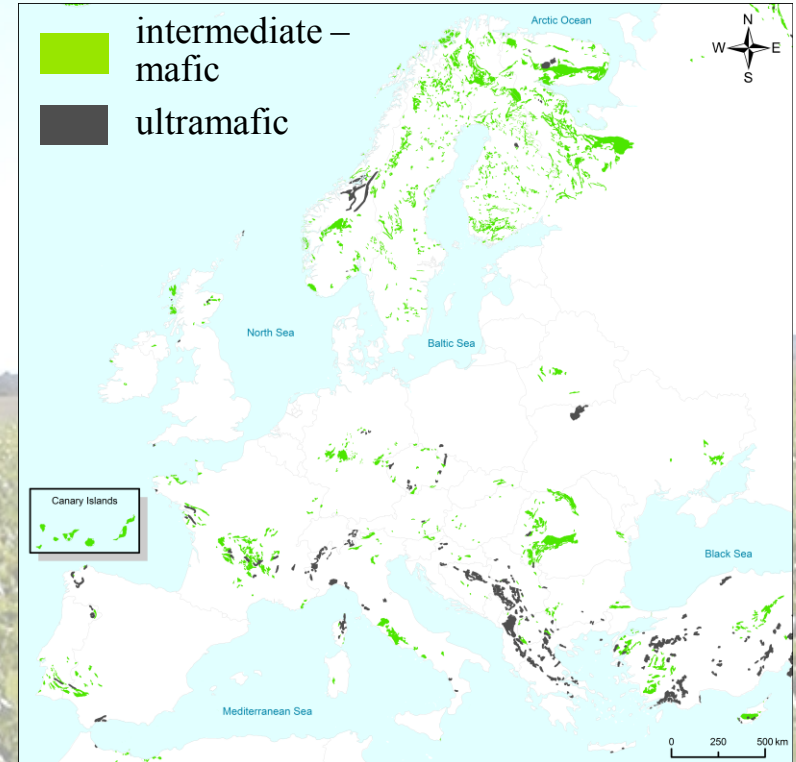 intermediate –
mafic
ultramafic
Arctic Ocean
N
W
E
S
North Sea
Baltic Sea
Canary Islands
Black Sea
Mediterranean Sea
0 250 500 km